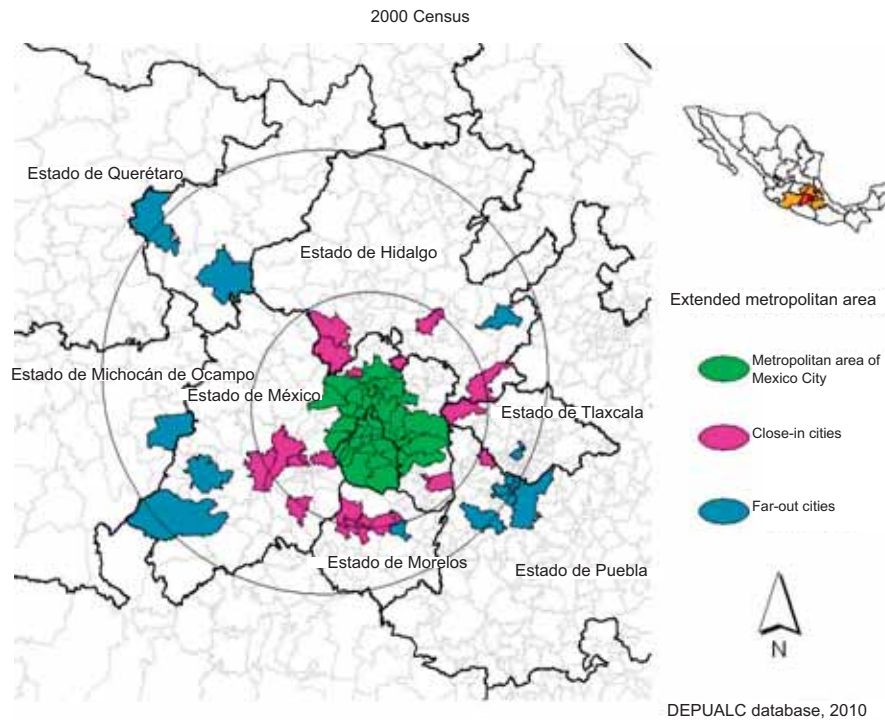 2000 Census
Estado de Querétaro
Estado de Hidalgo
Extended metropolitan area
Metropolitan area of
Mexico City
Estado de Michocán de Ocampo
Estado de México
Estado de Tlaxcala
Close-in cities
Far-out cities
Estado de Morelos
Estado de Puebla
N
DEPUALC database, 2010